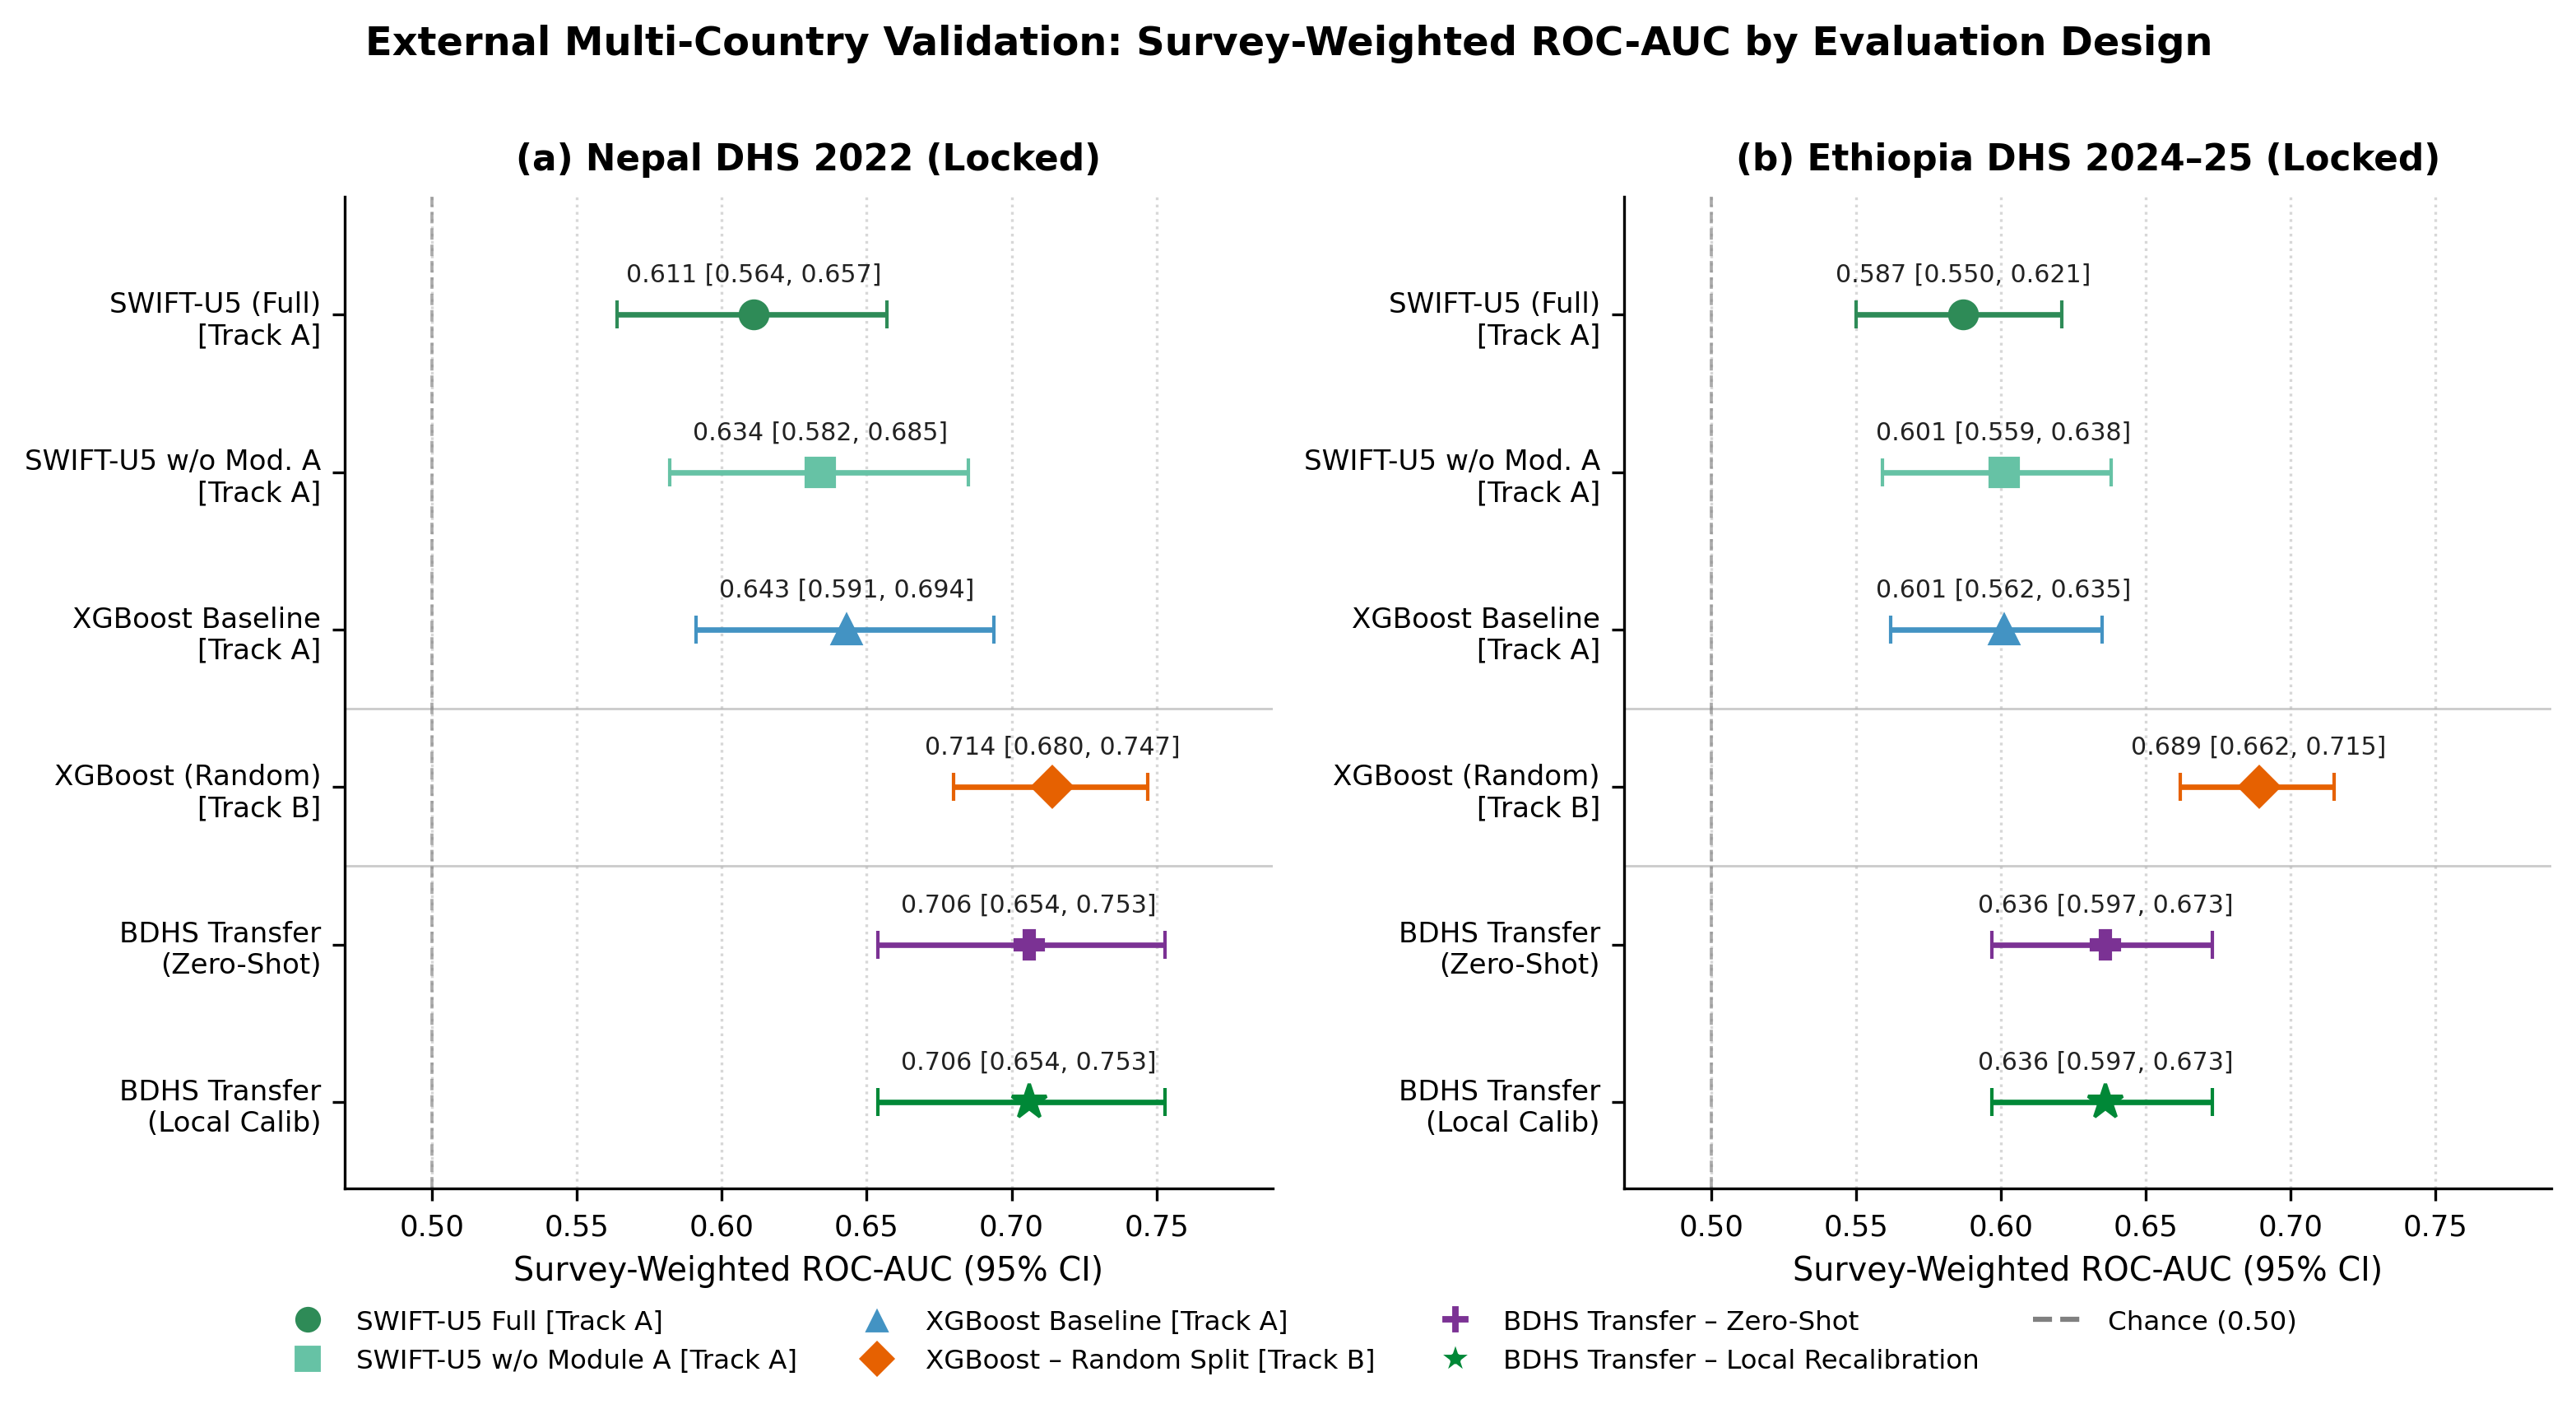 External Multi-Country Validation: Survey-Weighted ROC-AUC by Evaluation Design
(a) Nepal DHS 2022 (Locked)
SWIFT-U5 (Full)
[Track A]
0.611 [0.564, 0.657]
SWIFT-U5 w/o Mod. A
[Track A]
0.634 [0.582, 0.685]
XGBoost Baseline
[Track A]
0.643 [0.591, 0.694]
XGBoost (Random)
[Track B]
0.714 [0.680, 0.747]
BDHS Transfer
(Zero-Shot)
0.706 [0.654, 0.753]
BDHS Transfer
(Local Calib)
0.706 [0.654, 0.753]
0.50 0.55 0.60 0.65 0.70 0.75
Survey-Weighted ROC-AUC (95% CI)
(b) Ethiopia DHS 2024–25 (Locked)
SWIFT-U5 (Full)
[Track A]
0.587 [0.550, 0.621]
SWIFT-U5 w/o Mod. A
[Track A]
0.601 [0.559, 0.638]
XGBoost Baseline
[Track A]
0.601 [0.562, 0.635]
XGBoost (Random)
[Track B]
0.689 [0.662, 0.715]
BDHS Transfer
(Zero-Shot)
0.636 [0.597, 0.673]
BDHS Transfer
(Local Calib)
0.636 [0.597, 0.673]
0.50 0.55 0.60 0.65 0.70 0.75
Survey-Weighted ROC-AUC (95% CI)
SWIFT-U5 Full [Track A]
SWIFT-U5 w/o Module A [Track A]
XGBoost Baseline [Track A]
XGBoost – Random Split [Track B]
BDHS Transfer – Zero-Shot
BDHS Transfer – Local Recalibration
Chance (0.50)